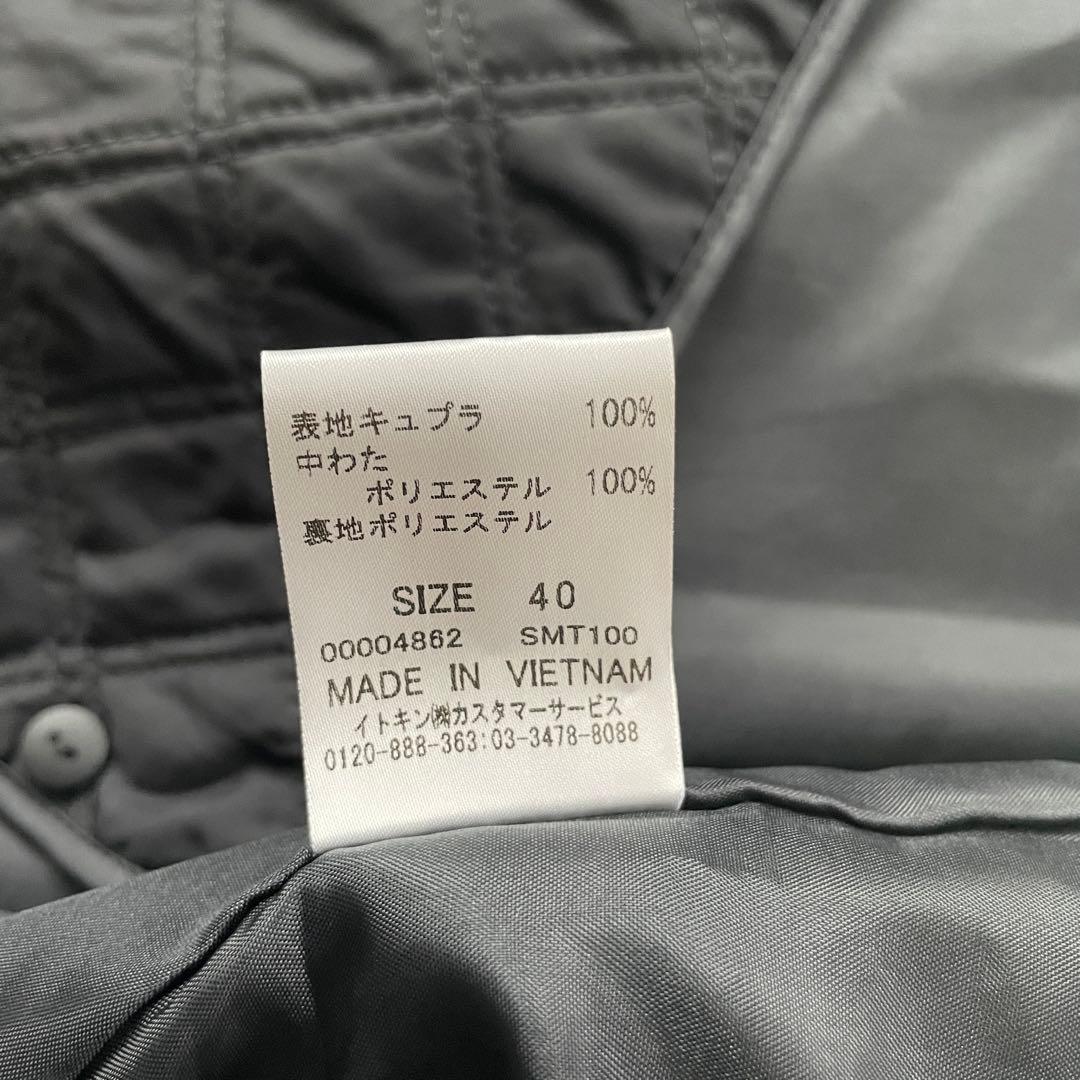 表地キュプラ 100%
中わた
ポリエステル 100%
裏地ポリエステル
SIZE 40
00004862 SMT100
MADE IN VIETNAM
イトキン㈱カスタマーサービス
0120-888-363:03-3478-8088